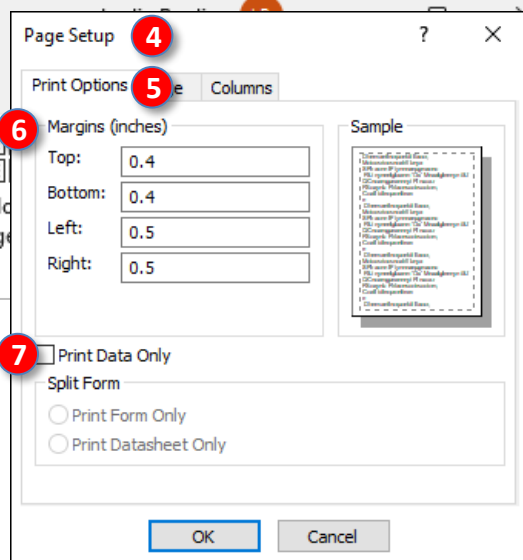 Page Setup 4 ? ×
Print Options 5 Columns
6 Margins (inches)
Sample
Top: 0.4
Bottom: 0.4
Left: 0.5
Right: 0.5
7 Print Data Only
Split Form
Print Form Only
Print Datasheet Only
OK Cancel